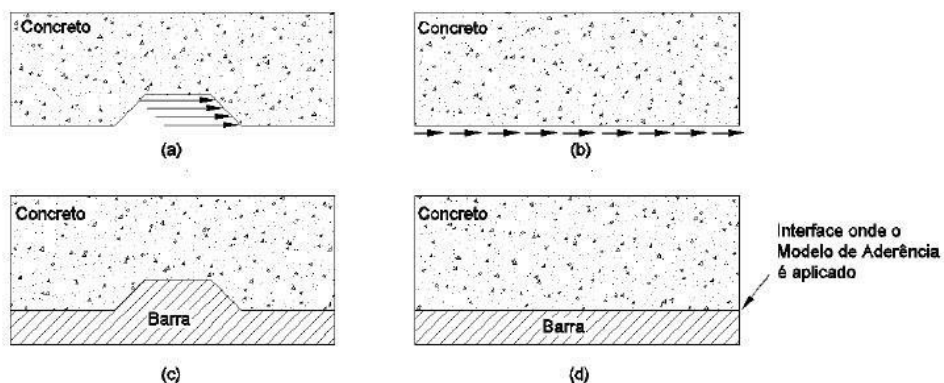 Concreto
(a)
Concreto
(b)
Concreto
Barra
(c)
Concreto
Barra
(d)
Interface onde o
Modelo de Aderência
é aplicado